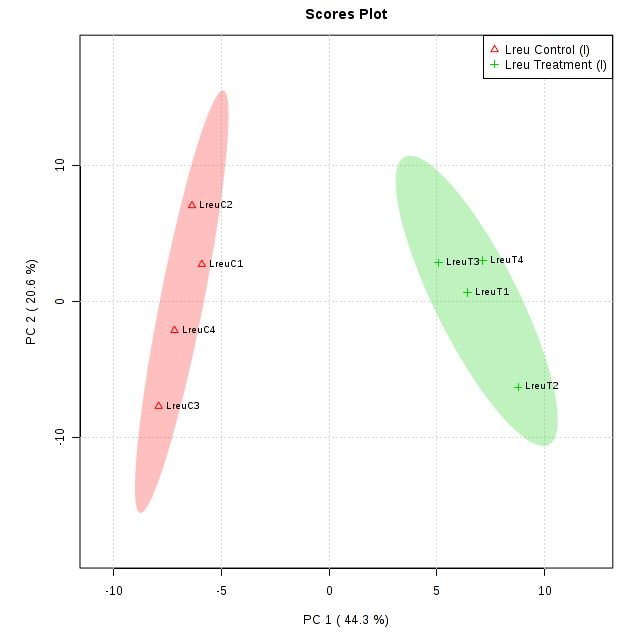 Scores Plot
Lreu Control (I)
Lreu Treatment (I)
LreuC2
LreuC1
LreuC4
LreuC3
LreuT3
LreuT4
LreuT1
LreuT2
10
0
-10
PC 2 ( 20.6 %)
-10
-5
0
5
10
PC 1 ( 44.3 %)